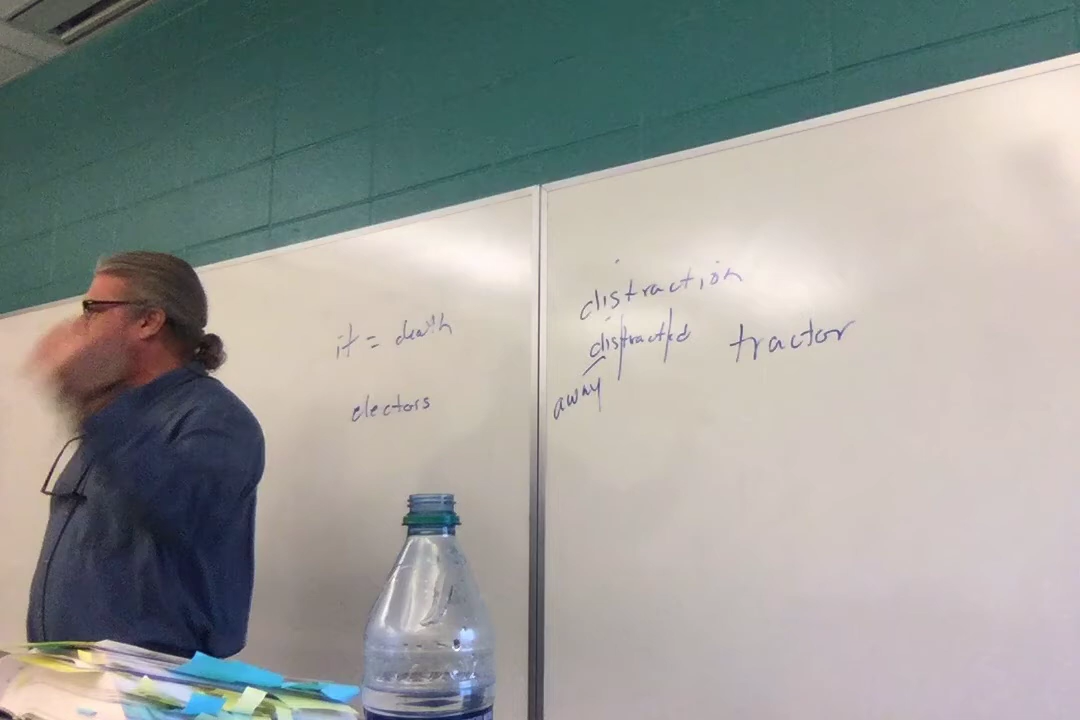 it = death
electors
distraction
distracted
tractor
away